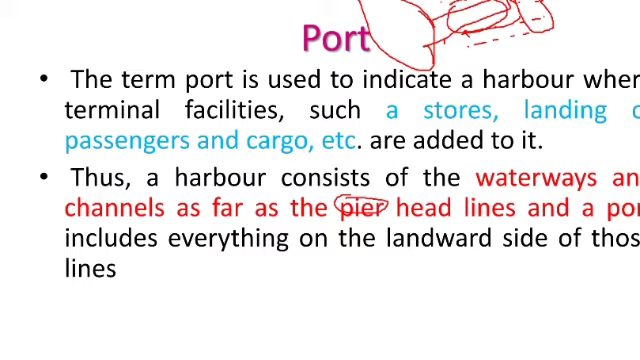 Port
• The term port is used to indicate a harbour wher
terminal facilities, such a stores, landing o
passengers and cargo, etc. are added to it.
• Thus, a harbour consists of the waterways an
channels as far as the pier head lines and a por
includes everything on the landward side of thos
lines